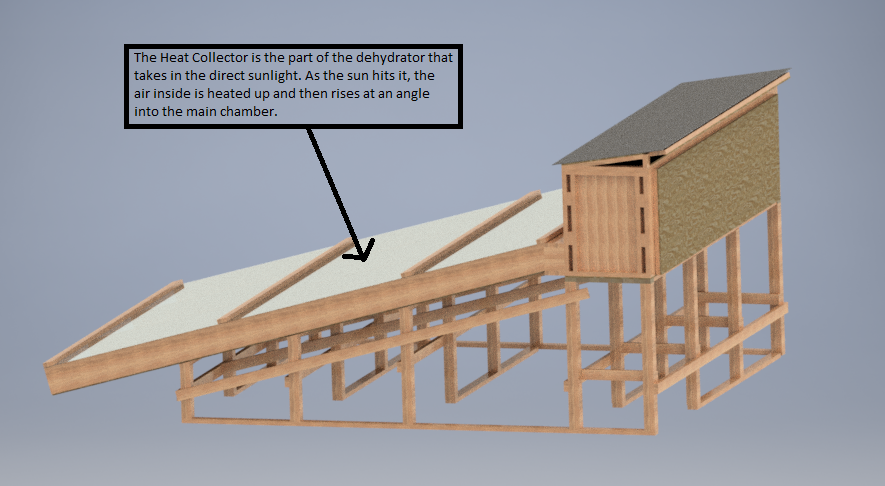 The Heat Collector is the part of the dehydrator that
takes in the direct sunlight. As the sun hits it, the
air inside is heated up and then rises at an angle
into the main chamber.